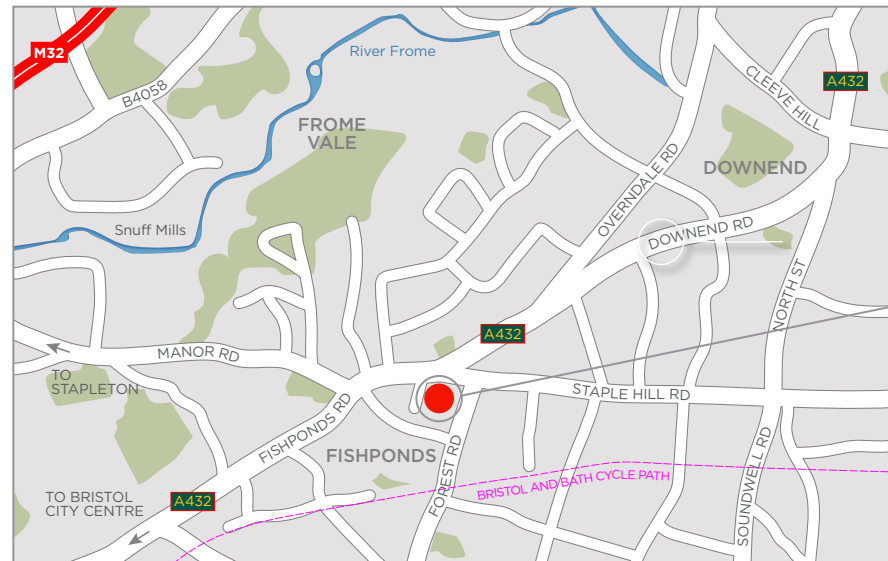 M32
River Frome
B4058
CLEEVE HILL
A432
FROME
VALE
DOWNEND
OVERNDALE RD
Snuff Mills
DOWNEND RD
NORTH ST
A432
MANOR RD
TO
STAPLETON
STAPLE HILL RD
FISHPONDS RD
FISHPONDS
FOREST RD
BRISTOL AND BATH CYCLE PATH
SOUNDWELL RD
TO BRISTOL
CITY CENTRE
A432